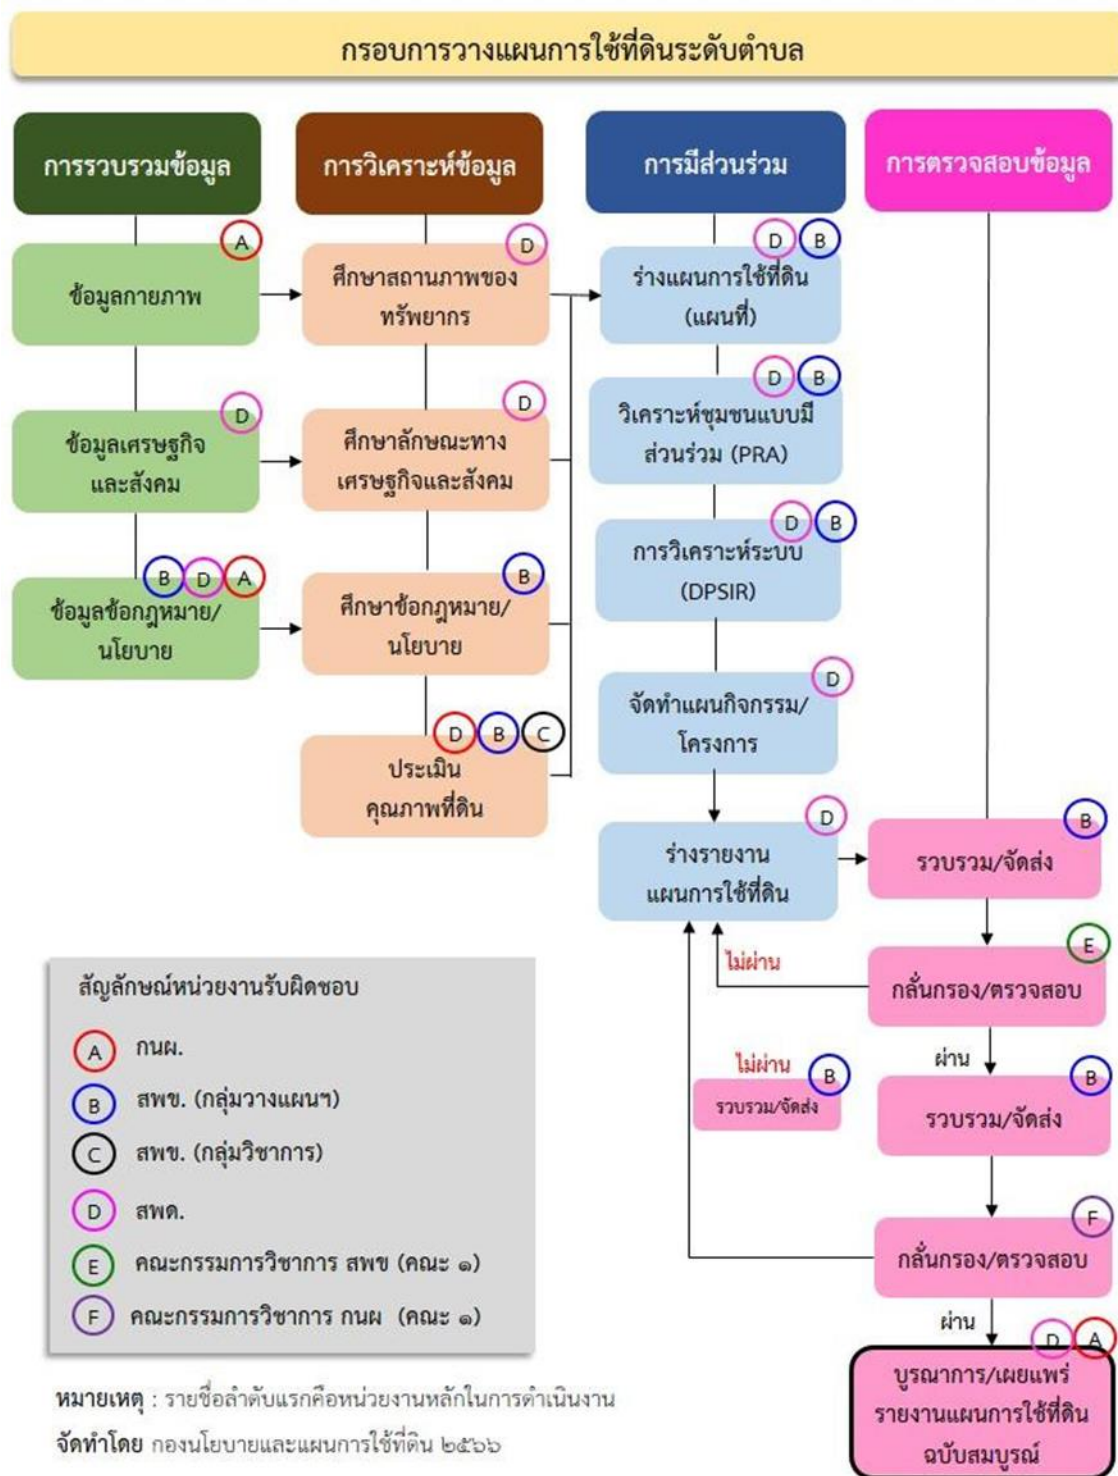 กรอบการวางแผนการใช้ที่ดินระดับตำบล
การรวบรวมข้อมูล
A
ข้อมูลกายภาพ
D
ข้อมูลเศรษฐกิจ
และสังคม
B D A
ข้อมูลข้อกฎหมาย/
นโยบาย
การวิเคราะห์ข้อมูล
D
ศึกษาสถานภาพของ
ทรัพยากร
D
ศึกษาลักษณะทาง
เศรษฐกิจและสังคม
B
ศึกษาข้อกฎหมาย/
นโยบาย
D B C
ประเมิน
คุณภาพที่ดิน
การมีส่วนร่วม
D B
ร่างแผนการใช้ที่ดิน
(แผนที่)
D B
วิเคราะห์ชุมชนแบบมี
ส่วนร่วม (PRA)
D B
การวิเคราะห์ระบบ
(DPSIR)
D
จัดทำแผนกิจกรรม/
โครงการ
D
ร่างรายงาน
แผนการใช้ที่ดิน
การตรวจสอบข้อมูล
B
รวบรวม/จัดส่ง
E
กลั่นกรอง/ตรวจสอบ
ไม่ผ่าน
ผ่าน
B
รวบรวม/จัดส่ง
ไม่ผ่าน
B
รวบรวม/จัดส่ง
F
กลั่นกรอง/ตรวจสอบ
ผ่าน
D A
บูรณาการ/เผยแพร่
รายงานแผนการใช้ที่ดิน
ฉบับสมบูรณ์
สัญลักษณ์หน่วยงานรับผิดชอบ
A กนผ.
B สพข. (กลุ่มวางแผนฯ)
C สพข. (กลุ่มวิชาการ)
D สพด.
E คณะกรรมการวิชาการ สพข (คณะ ๑)
F คณะกรรมการวิชาการ กนผ (คณะ ๑)
หมายเหตุ : รายชื่อลำดับแรกคือหน่วยงานหลักในการดำเนินงาน
จัดทำโดย กองนโยบายและแผนการใช้ที่ดิน ๒๕๖๖